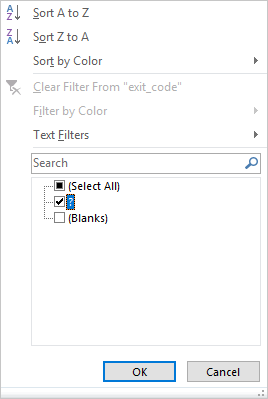 Sort A to Z
Sort Z to A
Sort by Color
Clear Filter From "exit_code"
Filter by Color
Text Filters
Search
(Select All)
?
(Blanks)
OK
Cancel